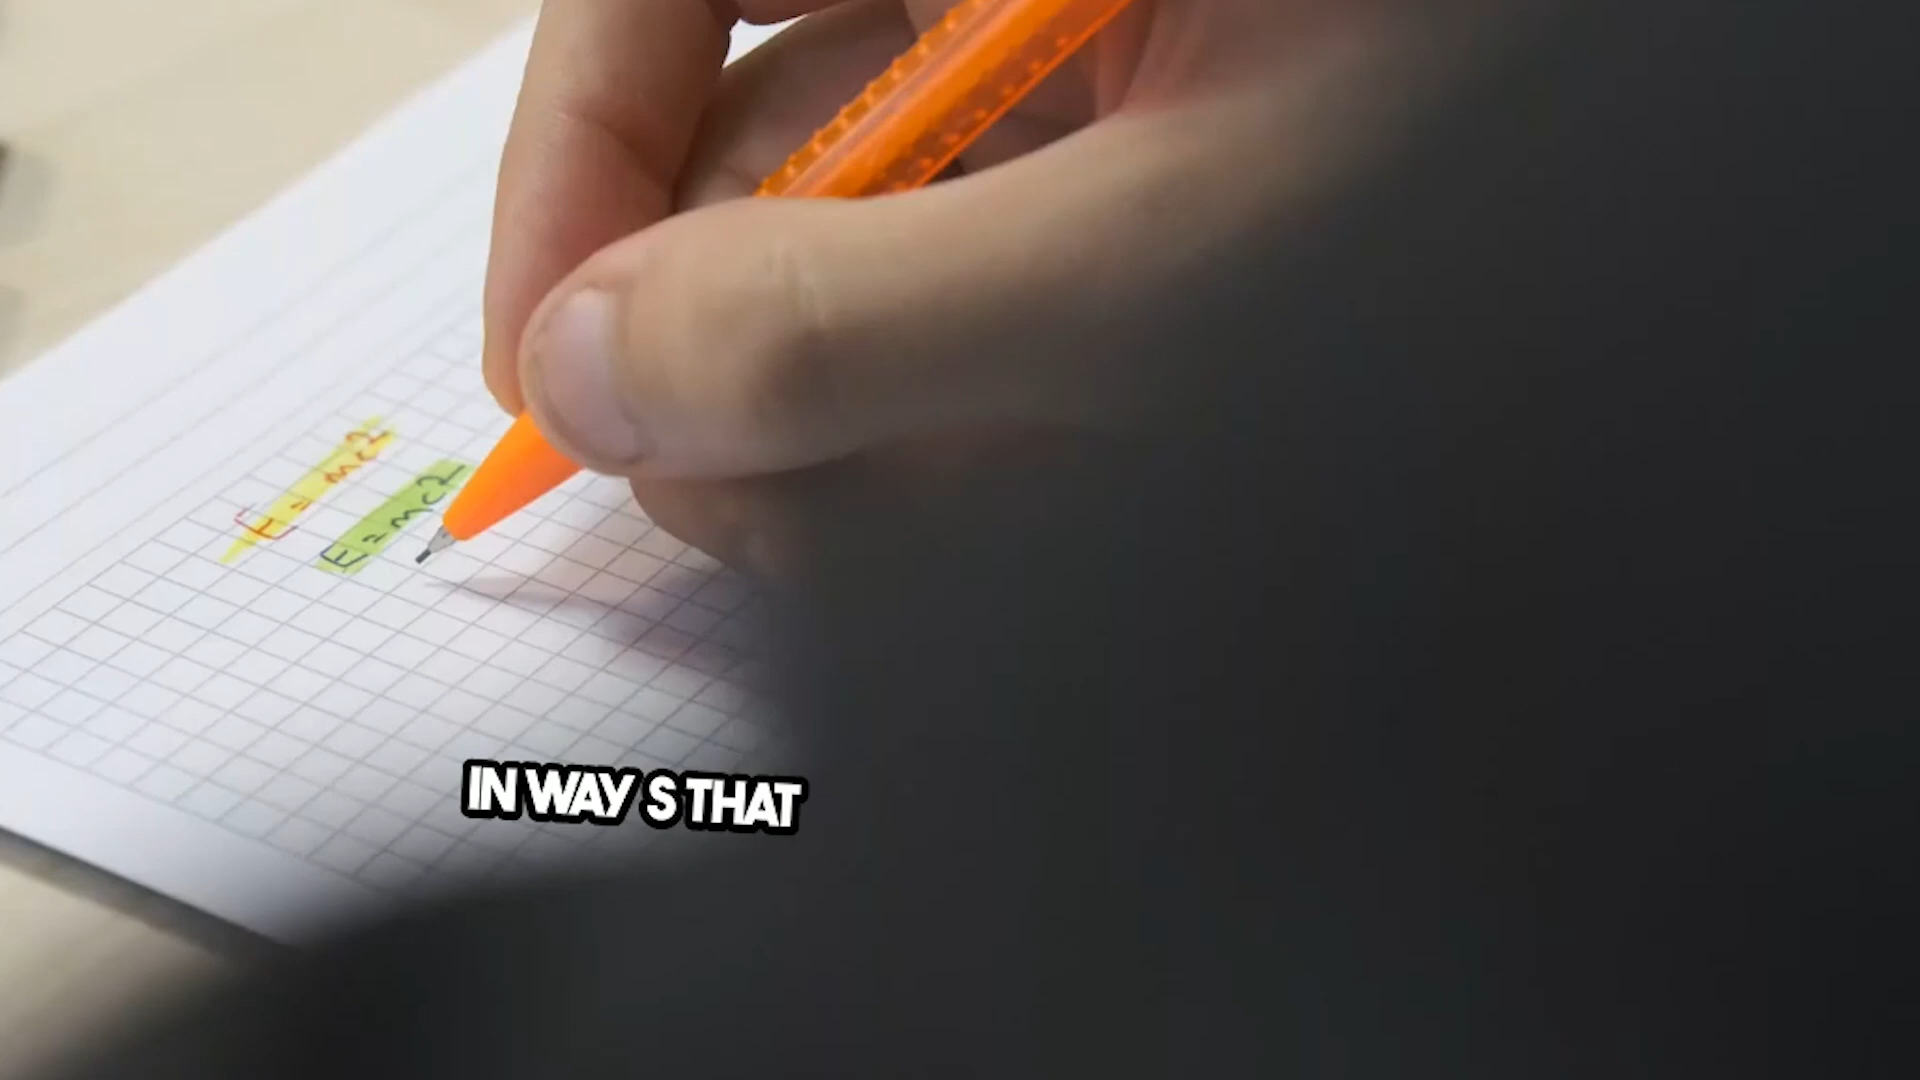 E = mc2
E = mc2
IN WAY S THAT